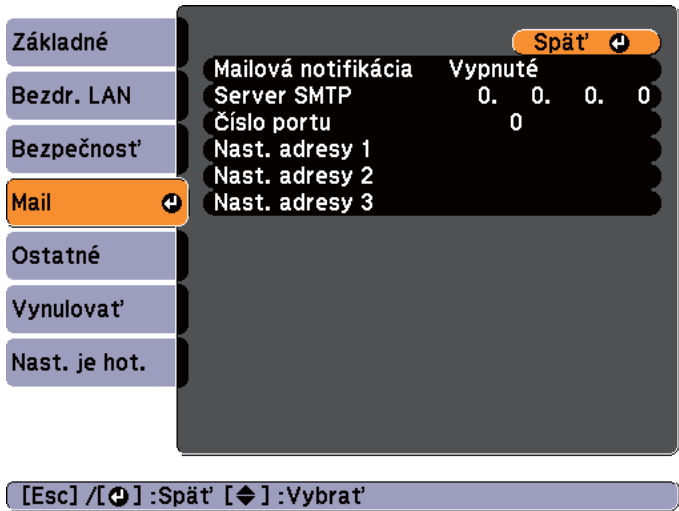 Základné
Bezdr. LAN
Bezpečnosť
Mail
Ostatné
Vynulovať
Nast. je hot.
Späť
Mailová notifikácia Vypnuté
Server SMTP 0. 0. 0. 0
Číslo portu 0
Nast. adresy 1
Nast. adresy 2
Nast. adresy 3
[Esc] /[⏎] :Späť [◆] :Vybrať